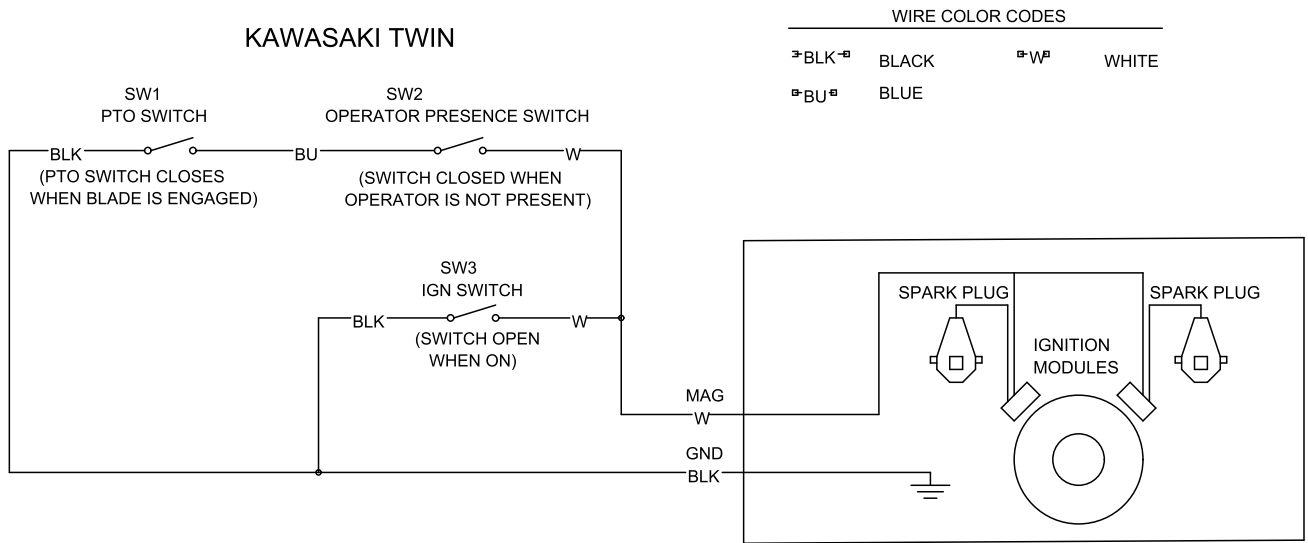 KAWASAKI TWIN
WIRE COLOR CODES
BLK BLACK W WHITE
BU BLUE
SW1
PTO SWITCH
SW2
OPERATOR PRESENCE SWITCH
BLK
BU
W
(PTO SWITCH CLOSES
WHEN BLADE IS ENGAGED)
(SWITCH CLOSED WHEN
OPERATOR IS NOT PRESENT)
SW3
IGN SWITCH
BLK
W
(SWITCH OPEN
WHEN ON)
SPARK PLUG
SPARK PLUG
IGNITION
MODULES
MAG
W
GND
BLK